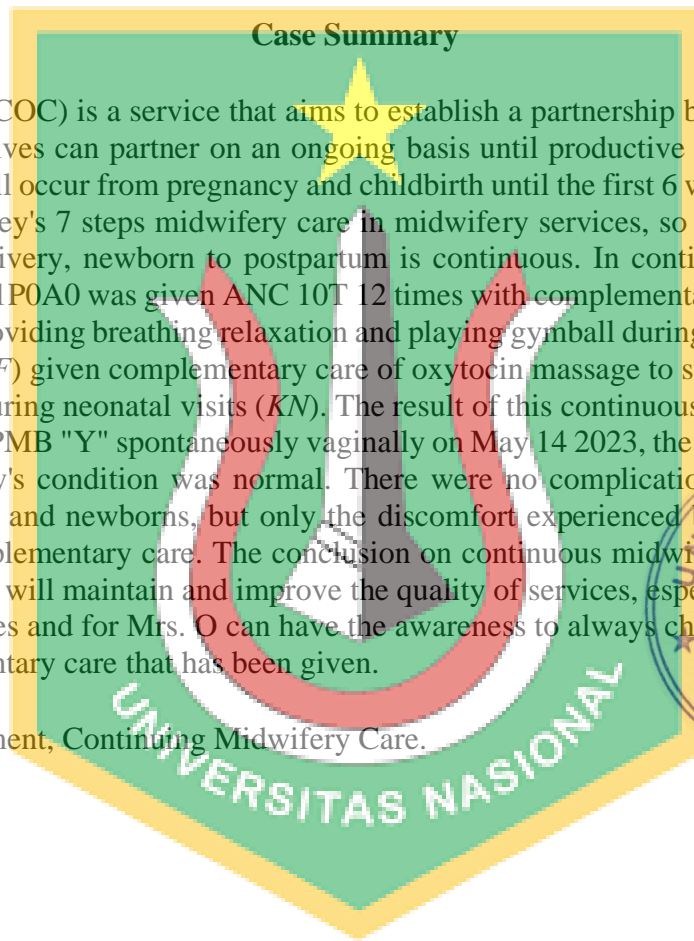 Case Summary
COC) is a service that aims to establish a partnership b
ves can partner on an ongoing basis until productive
ll occur from pregnancy and childbirth until the first 6 w
ey's 7 steps midwifery care in midwifery services, so
ivery, newborn to postpartum is continuous. In conti
1P0A0 was given ANC 10T 12 times with complementa
oviding breathing relaxation and playing gymball during
F) given complementary care of oxytocin massage to s
uring neonatal visits (KN). The result of this continuous
PMB "Y" spontaneously vaginally on May 14 2023, the
y's condition was normal. There were no complicatio
and newborns, but only the discomfort experienced
plementary care. The conclusion on continuous midwi
will maintain and improve the quality of services, espe
es and for Mrs. O can have the awareness to always ch
ntary care that has been given.
nent, Continuing Midwifery Care.
UNIVERSITAS NASIONAL